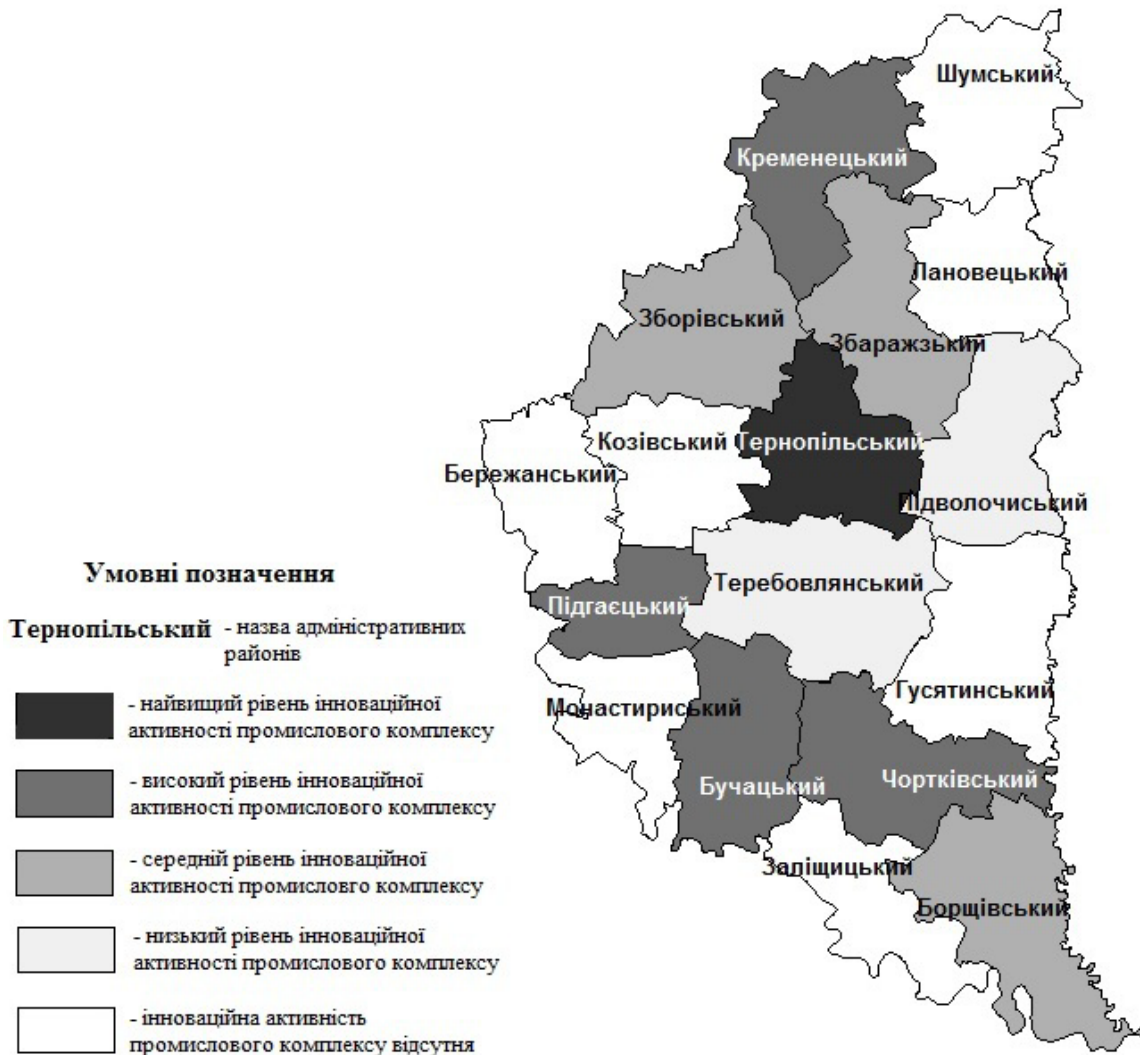 Шумський
Кременецький
Лановецький
Зборівський
Збаражзький
Козівський
Тернопільський
Бережанський
Підволочиський
Теребовлянський
Підгаєцький
Гусятинський
Монастириський
Бучацький
Чортківський
Заліщицький
Борщівський
Умовні позначення
Тернопільський - назва адміністративних
районів
- найвищий рівень інноваційної
активності промислового комплексу
- високий рівень інноваційної
активності промислового комплексу
- середній рівень інноваційної
активності промислвого комплексу
- низький рівень інноваційної
активності промислового комплексу
- інноваційна активність
промислового комплексу відсутня